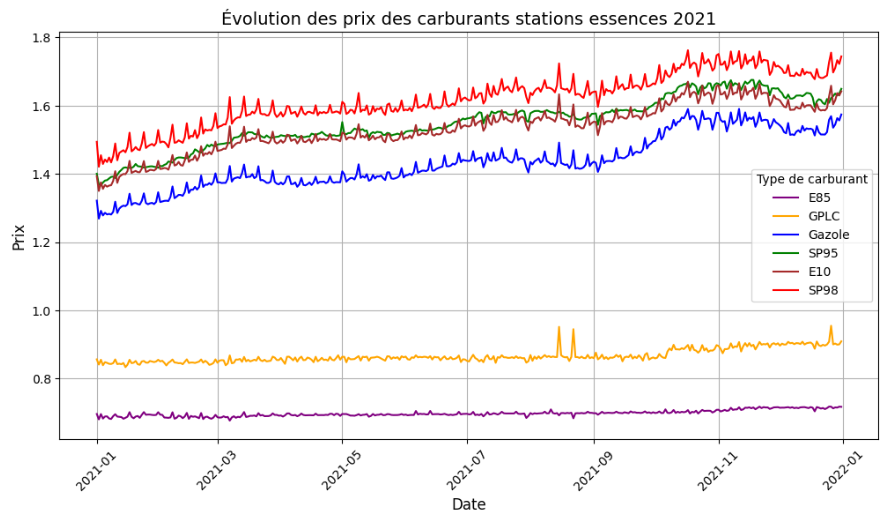 Évolution des prix des carburants stations essences 2021
Prix
1.8
1.6
1.4
1.2
1.0
0.8
Type de carburant
E85
GPLC
Gazole
SP95
E10
SP98
2021-01
2021-03
2021-05
2021-07
2021-09
2021-11
2022-01
Date